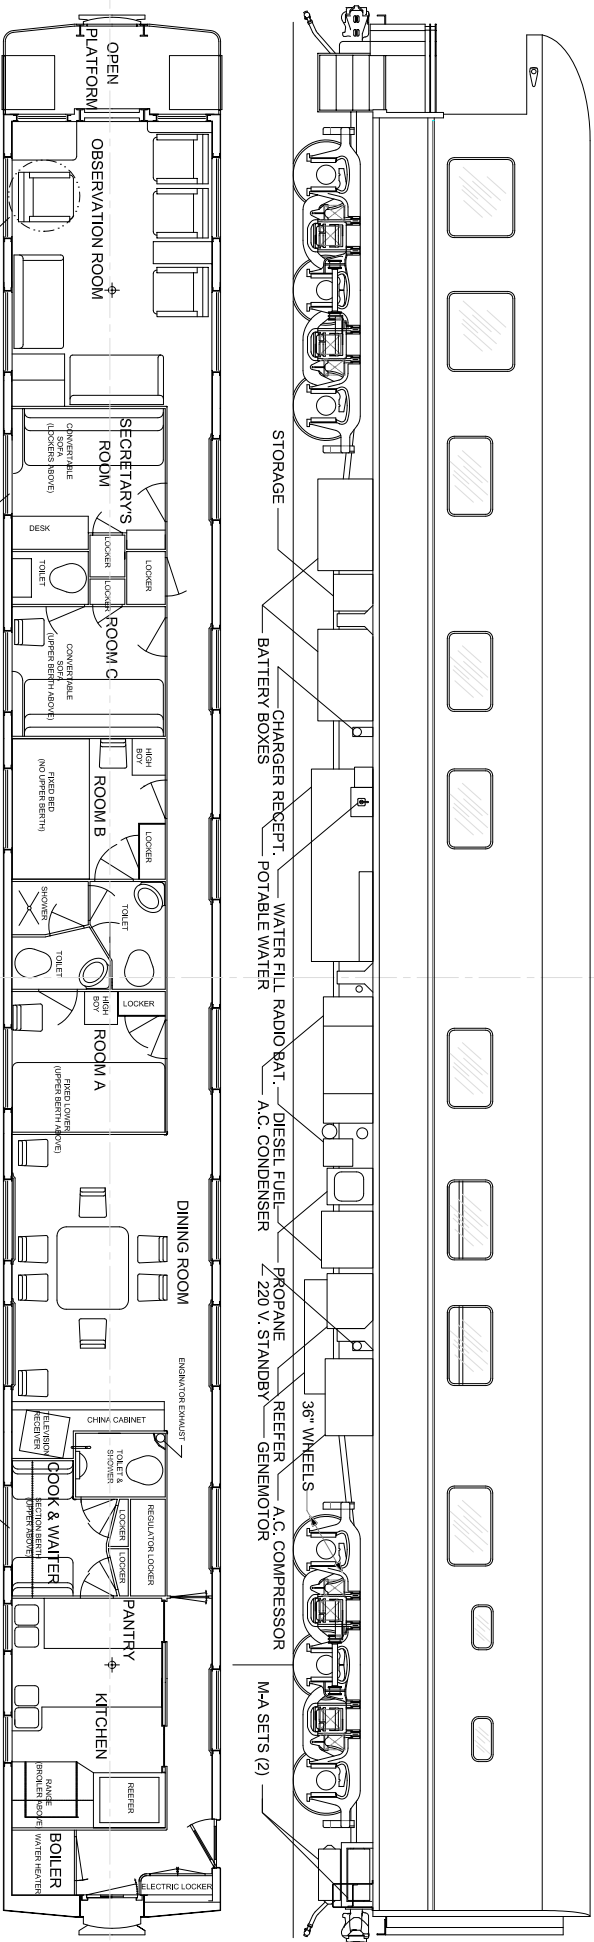 OPEN
PLATFORM
OBSERVATION ROOM
SECRETARY'S
ROOM
CONVERTABLE
SOFA
(LOCKERS ABOVE)
DESK
LOCKER
LOCKER
LOCKER
TOILET
ROOM C
CONVERTABLE
SOFA
(UPPER BERTH ABOVE)
HIGH
BOY
ROOM B
FIXED BED
(NO UPPER BERTH)
LOCKER
SHOWER
TOILET
TOILET
LOCKER
HIGH
BOY
ROOM A
FIXED LOWER
(UPPER BERTH ABOVE)
DINING ROOM
ENGINATOR EXHAUST
CHINA CABINET
TELEVISION
RECEIVER
TOILET &
SHOWER
COOK & WAITER
SECTION BERTH
(UPPER ABOVE)
LOCKER
LOCKER
REGULATOR LOCKER
PANTRY
KITCHEN
REEFER
RANGE
(BROILER ABOVE)
BOILER
WATER HEATER
ELECTRIC LOCKER
STORAGE
BATTERY BOXES
CHARGER RECEPT.
POTABLE WATER
WATER FILL
RADIO BAT.
A.C. CONDENSER
DIESEL FUEL
PROPANE
220 V. STANDBY
REEFER
GENEMOTOR
A.C. COMPRESSOR
36" WHEELS
M-A SETS (2)